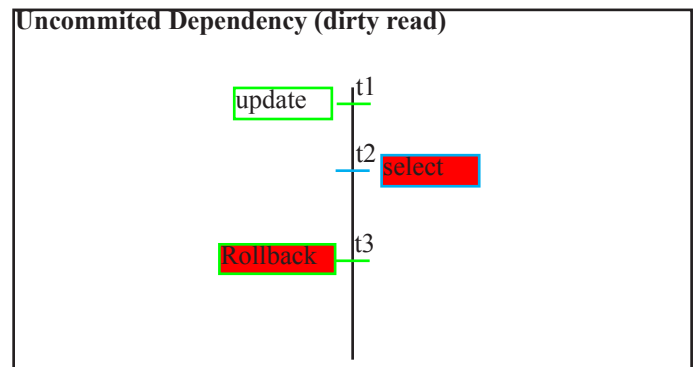 Uncommited Dependency (dirty read)
t1
update
t2
select
t3
Rollback